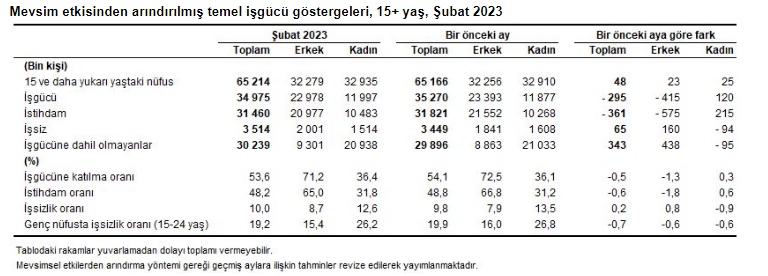 Mevsim etkisinden arındırılmış temel işgücü göstergeleri, 15+ yaş, Şubat 2023
Şubat 2023 Bir önceki ay Bir önceki aya göre fark
Toplam Erkek Kadın Toplam Erkek Kadın Toplam Erkek Kadın
(Bin kişi)
15 ve daha yukarı yaştaki nüfus 65 214 32 279 32 935 65 166 32 256 32 910 48 23 25
İşgücü 34 975 22 978 11 997 35 270 23 393 11 877 - 295 - 415 120
İstihdam 31 460 20 977 10 483 31 821 21 552 10 268 - 361 - 575 215
İşsiz 3 514 2 001 1 514 3 449 1 841 1 608 65 160 - 94
İşgücüne dahil olmayanlar 30 239 9 301 20 938 29 896 8 863 21 033 343 438 - 95
(%)
İşgücüne katılma oranı 53,6 71,2 36,4 54,1 72,5 36,1 -0,5 -1,3 0,3
İstihdam oranı 48,2 65,0 31,8 48,8 66,8 31,2 -0,6 -1,8 0,6
İşsizlik oranı 10,0 8,7 12,6 9,8 7,9 13,5 0,2 0,8 -0,9
Genç nüfusta işsizlik oranı (15-24 yaş) 19,2 15,4 26,2 19,9 16,0 26,8 -0,7 -0,6 -0,6
Tablodaki rakamlar yuvarlamadan dolayı toplamı vermeyebilir.
Mevsimsel etkilerden arındırma yöntemi gereği geçmiş aylara ilişkin tahminler revize edilerek yayımlanmaktadır.